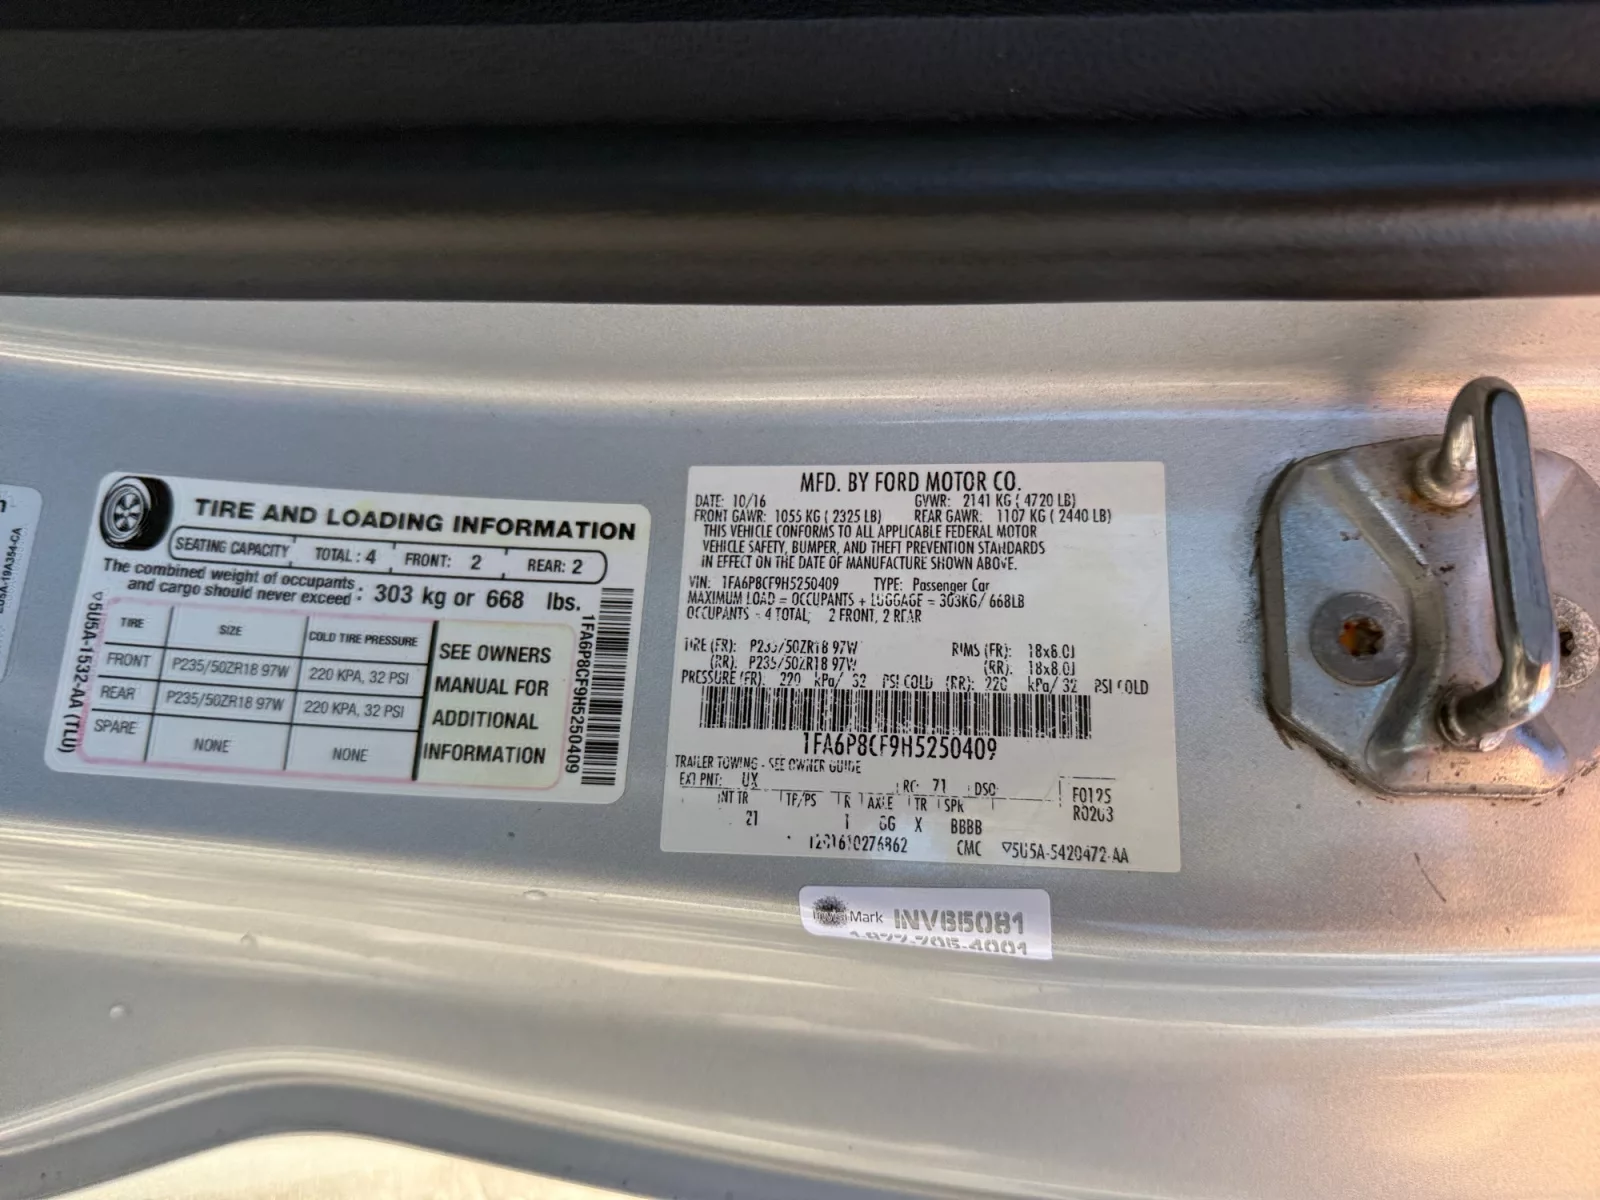 TIRE AND LOADING INFORMATION
SEATING CAPACITY TOTAL : 4 FRONT: 2 REAR: 2
The combined weight of occupants
and cargo should never exceed : 303 kg or 668 lbs.
TIRE SIZE COLD TIRE PRESSURE
FRONT P235/50ZR18 97W 220 KPA, 32 PSI
REAR P235/50ZR18 97W 220 KPA, 32 PSI
SPARE NONE NONE
SEE OWNERS
MANUAL FOR
ADDITIONAL
INFORMATION
5U5A-1532-AA (TLU)
1FA6P8CF9H5250409
MFD. BY FORD MOTOR CO.
DATE: 10/16 GVWR: 2141 KG ( 4720 LB)
FRONT GAWR: 1055 KG ( 2325 LB) REAR GAWR: 1107 KG ( 2440 LB)
THIS VEHICLE CONFORMS TO ALL APPLICABLE FEDERAL MOTOR
VEHICLE SAFETY, BUMPER, AND THEFT PREVENTION STANDARDS
IN EFFECT ON THE DATE OF MANUFACTURE SHOWN ABOVE.
VIN: 1FA6P8CF9H5250409 TYPE: Passenger Car
MAXIMUM LOAD = OCCUPANTS + LUGGAGE = 303KG/ 668LB
OCCUPANTS - 4 TOTAL, 2 FRONT, 2 REAR
TIRE (FR): P235/50ZR18 97W RIMS (FR): 18x8.0J
(RR): P235/50ZR18 97W (RR): 18x8.0J
PRESSURE (FR): 220 kPa/ 32 PSI COLD (RR): 220 kPa/ 32 PSI COLD
1FA6P8CF9H5250409
TRAILER TOWING - SEE OWNER GUIDE
EXT PNT: UX RC: 71 DSO: F0125
INT TR TP/PS R AXLE TR SPR R0203
21 I GG X BBBB
CMC 5U5A-5420472-AA
Mark INV65081
1-877-705-4001